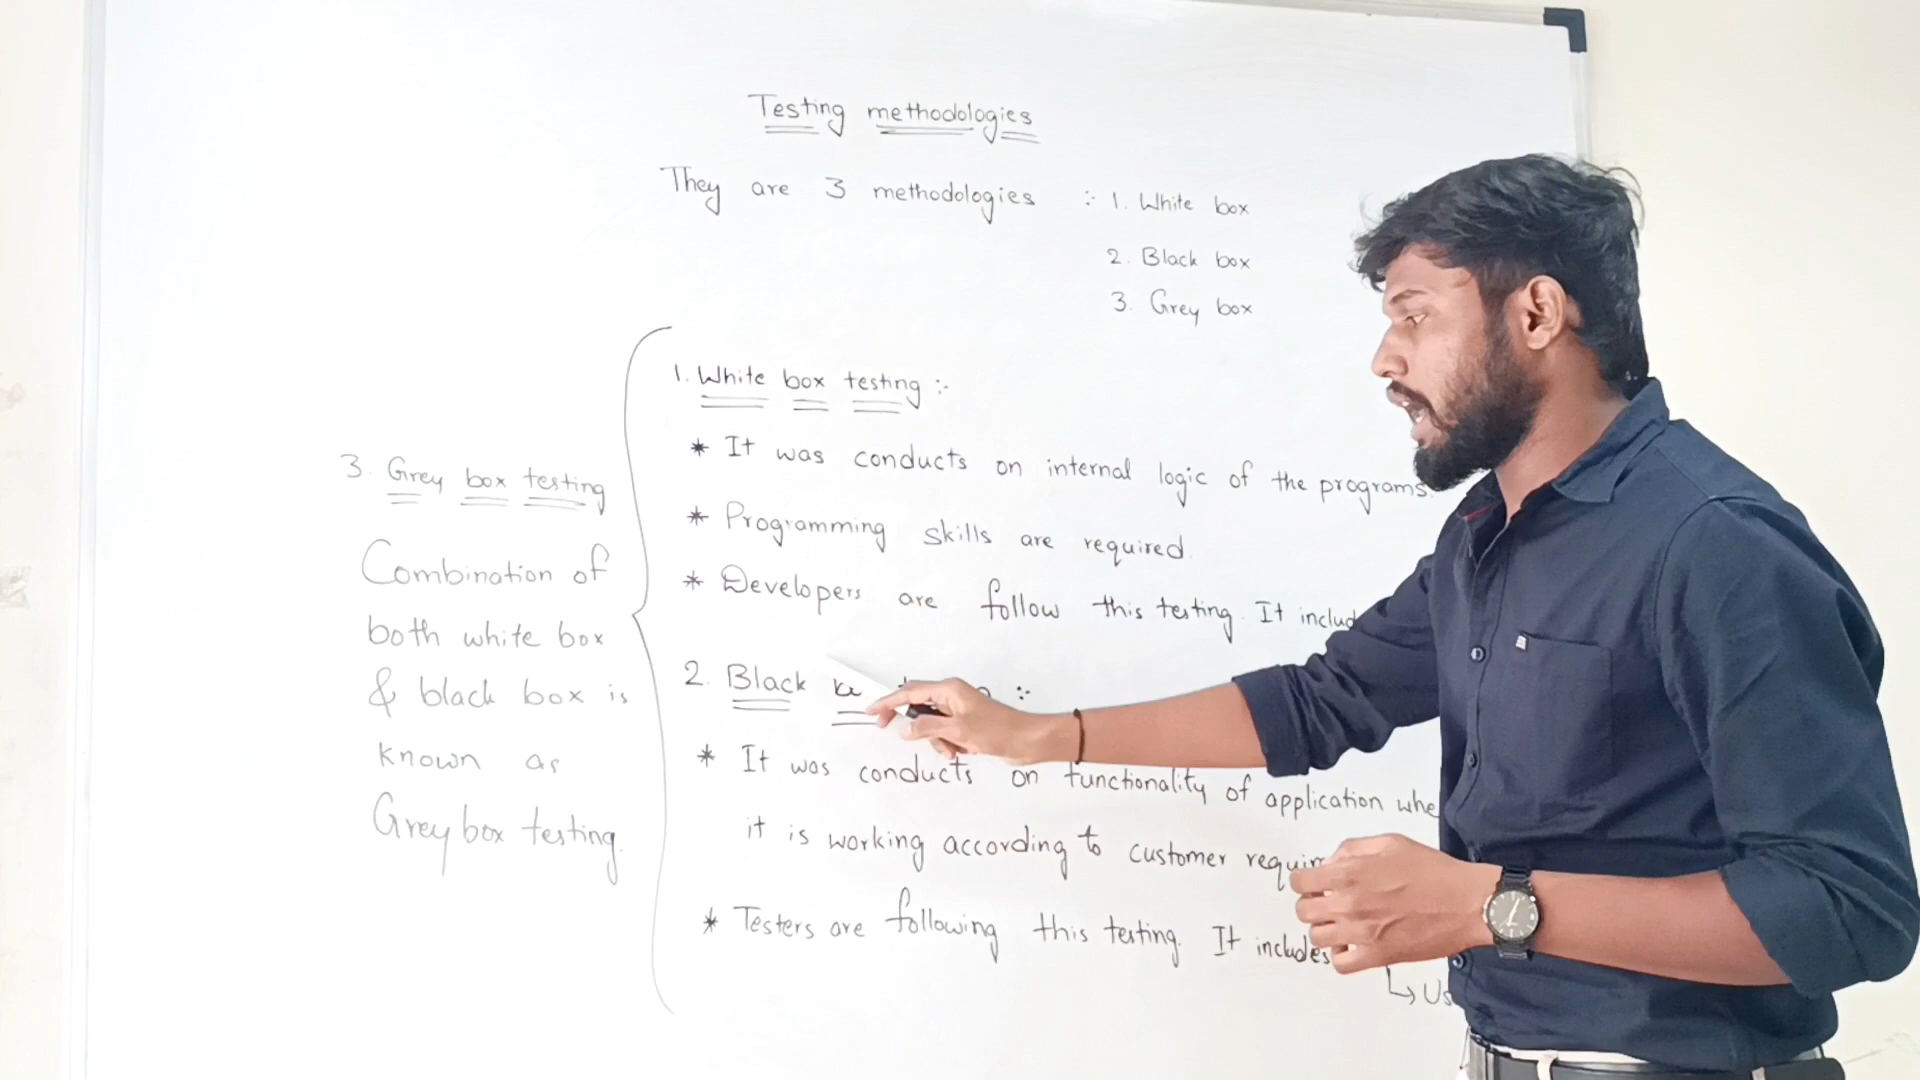 Testing methodologies
They are 3 methodologies :- 1. White box
2. Black box
3. Grey box
1. White box testing :-
* It was conducts on internal logic of the programs.
* Programming skills are required.
* Developers are follow this testing. It includ
2. Black :-
* It was conducts on functionality of application whe
it is working according to customer requir
* Testers are following this testing. It includes
↳ Us
3. Grey box testing
Combination of
both white box
& black box is
known as
Grey box testing.